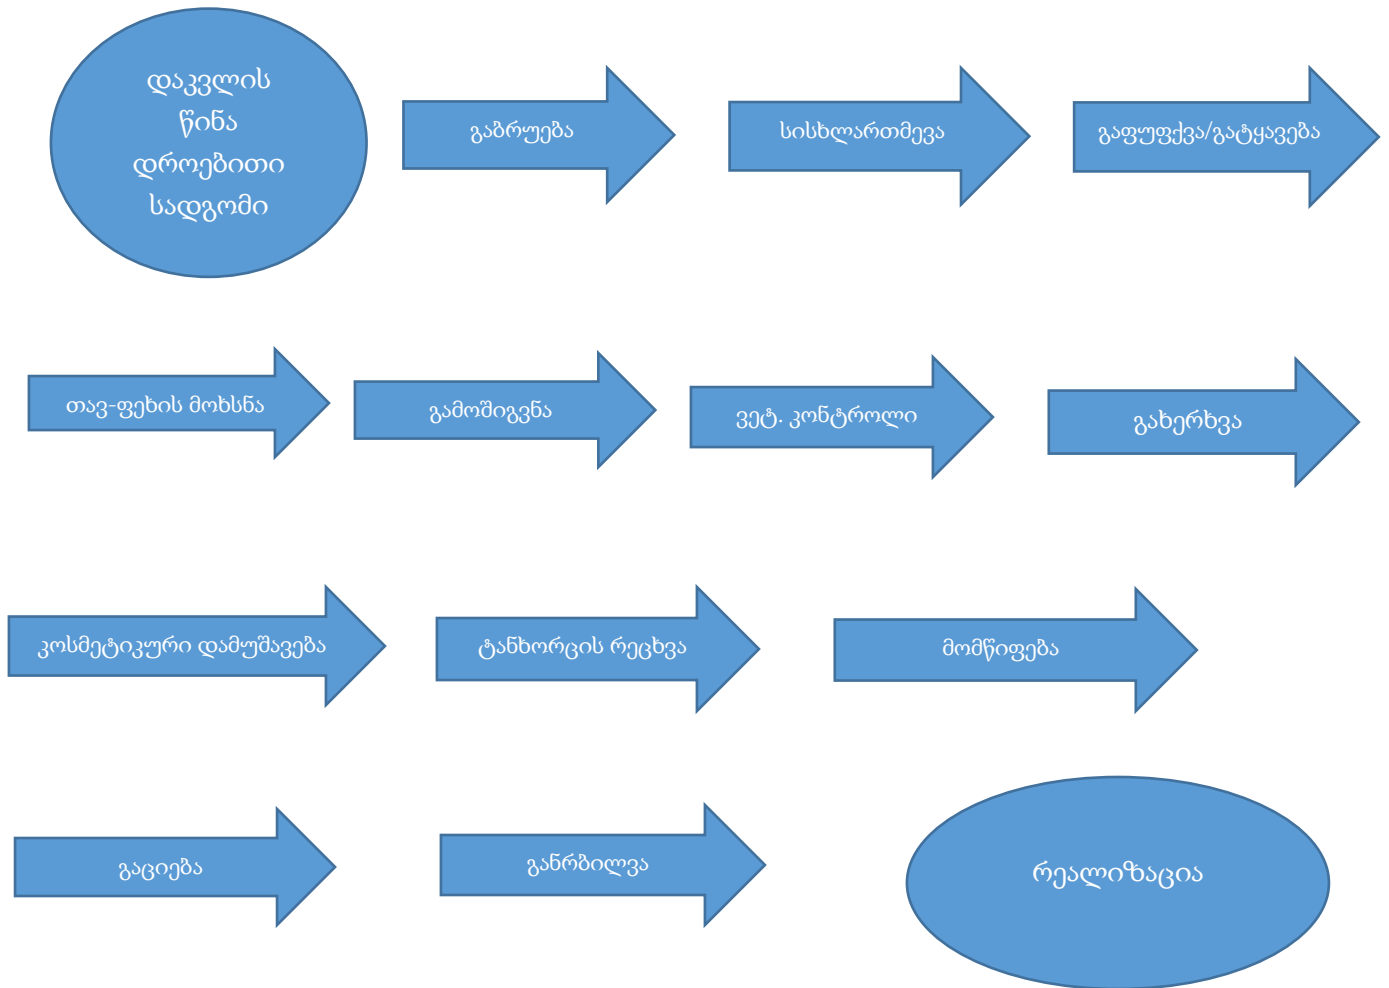 დაკვლის
წინა
დროებითი
სადგომი
გაბრუება
სისხლართმევა
გაფუფქვა/გატყავება
თავ-ფეხის მოხსნა
გამოშიგვნა
ვეტ. კონტროლი
გახერხვა
კოსმეტიკური დამუშავება
ტანხორცის რეცხვა
მომწიფება
გაციება
განრბილვა
რეალიზაცია